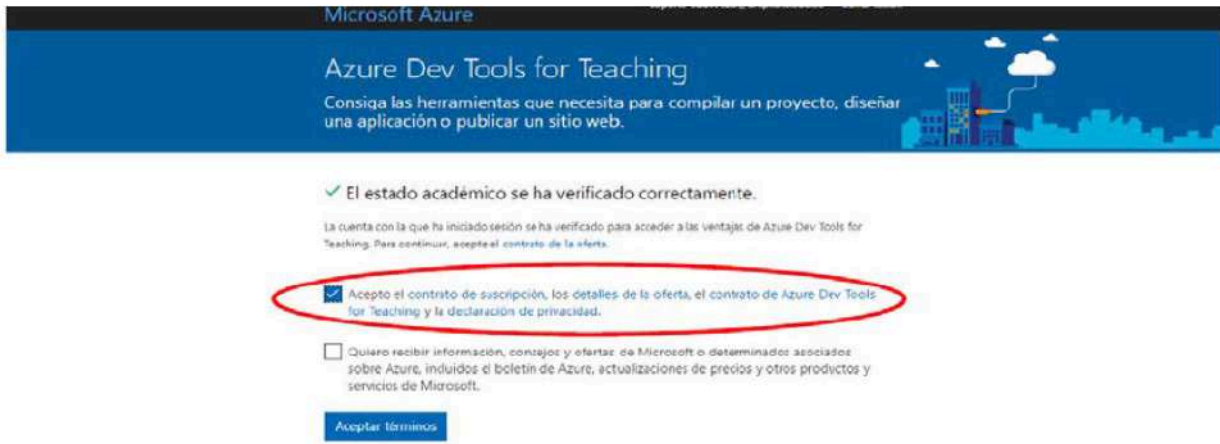 Microsoft Azure
Azure Dev Tools for Teaching
Consiga las herramientas que necesita para compilar un proyecto, diseñar
una aplicación o publicar un sitio web.
El estado académico se ha verificado correctamente.
La cuenta con la que ha iniciado sesión se ha verificado para acceder a las ventajas de Azure Dev Tools for
Teaching. Para continuar, acepte el contrato de la oferta.
Acepto el contrato de suscripción, los detalles de la oferta, el contrato de Azure Dev Tools
for Teaching y la declaración de privacidad.
Quiero recibir información, consejos y ofertas de Microsoft o determinados asociados
sobre Azure, incluidos el boletín de Azure, actualizaciones de precios y otros productos y
servicios de Microsoft.
Aceptar términos